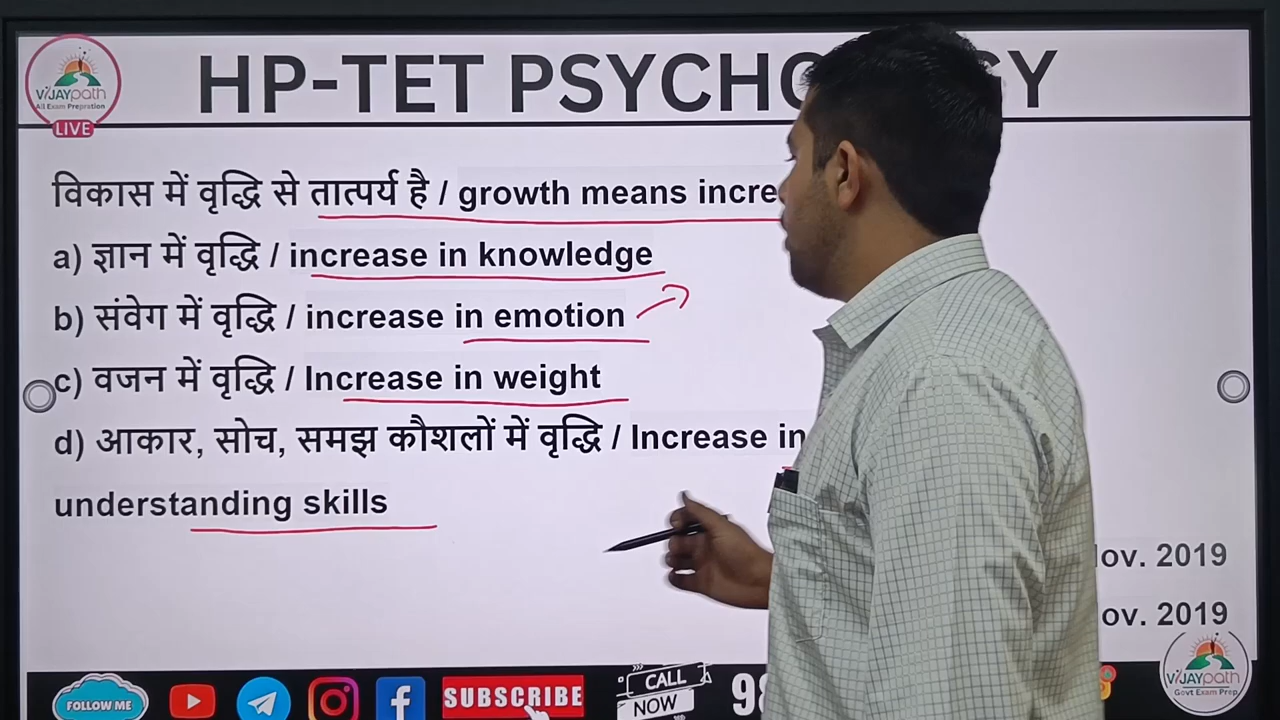 ViJAYpath
All Exam Prepration
LIVE
HP-TET PSYCHO GY
विकास में वृद्धि से तात्पर्य है / growth means incre
a) ज्ञान में वृद्धि / increase in knowledge
b) संवेग में वृद्धि / increase in emotion
c) वजन में वृद्धि / Increase in weight
d) आकार, सोच, समझ कौशलों में वृद्धि / Increase in
understanding skills
ov. 2019
ov. 2019
FOLLOW ME
SUBSCRIBE
CALL
NOW
98
ViJAYpath
Govt Exam Prep